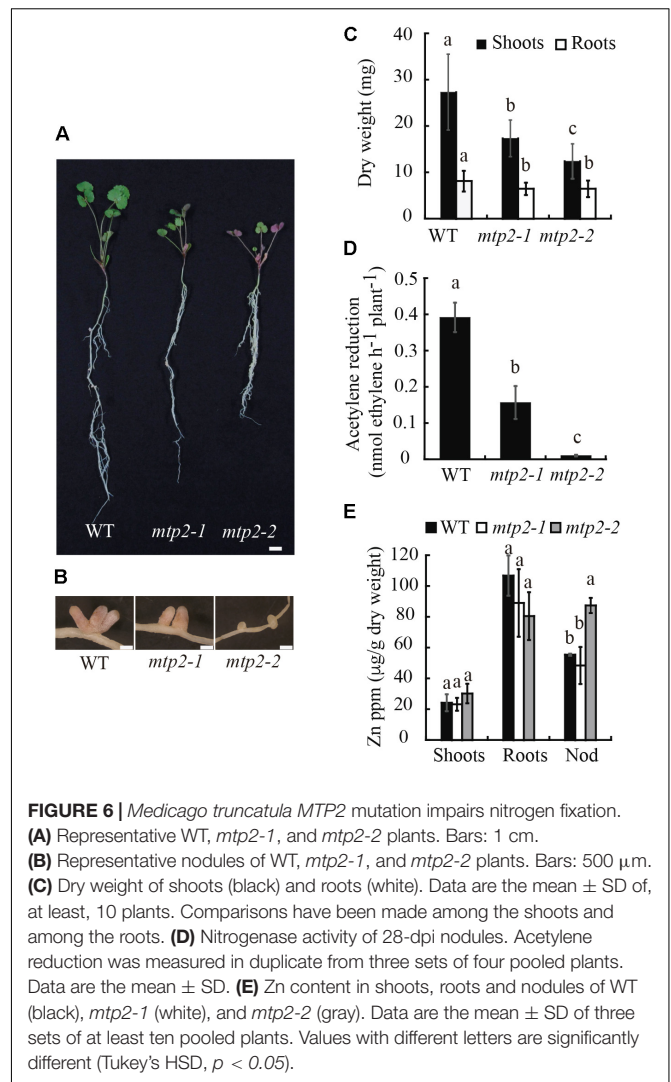 A
WT mtp2-1 mtp2-2
B
WT mtp2-1 mtp2-2
C
Shoots Roots
Dry weight (mg)
40
30
20
10
0
a
a
b
b
c
b
WT mtp2-1 mtp2-2
D
Acetylene reduction
(nmol ethylene h-1 plant-1)
0.4
0.3
0.2
0.1
0
a
b
c
WT mtp2-1 mtp2-2
E
WT mtp2-1 mtp2-2
Zn ppm (µg/g dry weight)
120
100
80
60
40
20
0
a a a
a a a
b b a
Shoots Roots Nod
FIGURE 6 | Medicago truncatula MTP2 mutation impairs nitrogen fixation.
(A) Representative WT, mtp2-1, and mtp2-2 plants. Bars: 1 cm.
(B) Representative nodules of WT, mtp2-1, and mtp2-2 plants. Bars: 500 µm.
(C) Dry weight of shoots (black) and roots (white). Data are the mean ± SD of,
at least, 10 plants. Comparisons have been made among the shoots and
among the roots. (D) Nitrogenase activity of 28-dpi nodules. Acetylene
reduction was measured in duplicate from three sets of four pooled plants.
Data are the mean ± SD. (E) Zn content in shoots, roots and nodules of WT
(black), mtp2-1 (white), and mtp2-2 (gray). Data are the mean ± SD of three
sets of at least ten pooled plants. Values with different letters are significantly
different (Tukey's HSD, p < 0.05).